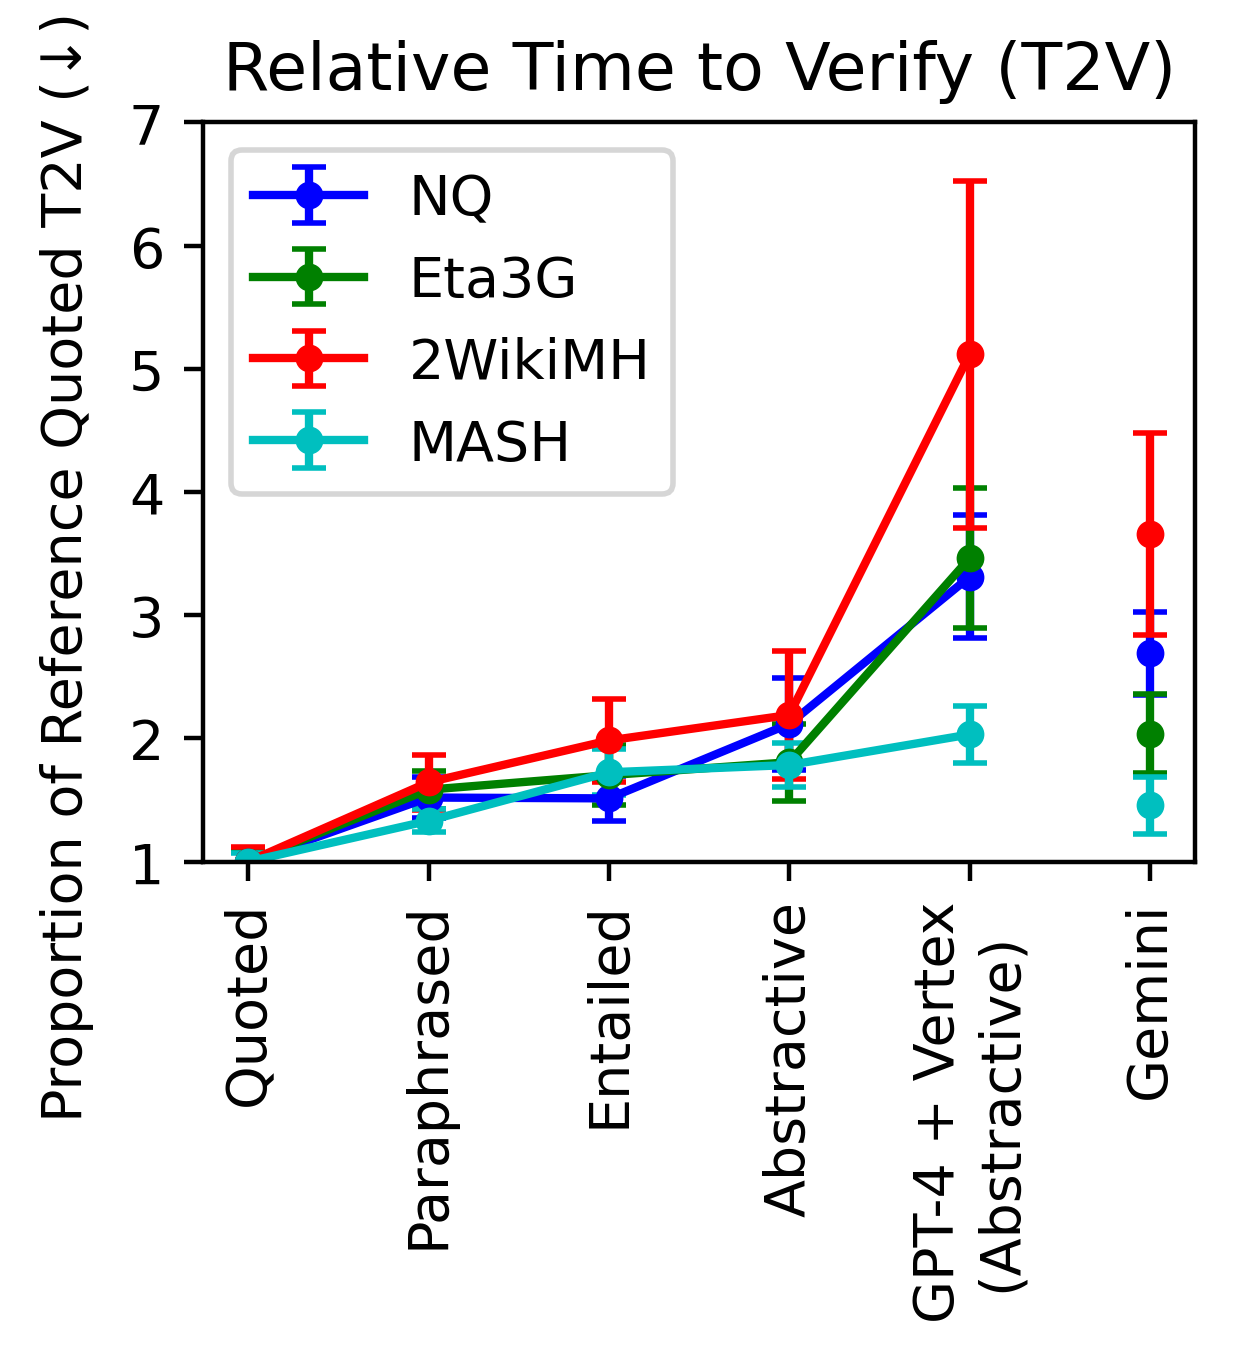 Relative Time to Verify (T2V)
Proportion of Reference Quoted T2V (↓)
7
6
5
4
3
2
1
NQ
Eta3G
2WikiMH
MASH
Quoted
Paraphrased
Entailed
Abstractive
GPT-4 + Vertex
(Abstractive)
Gemini